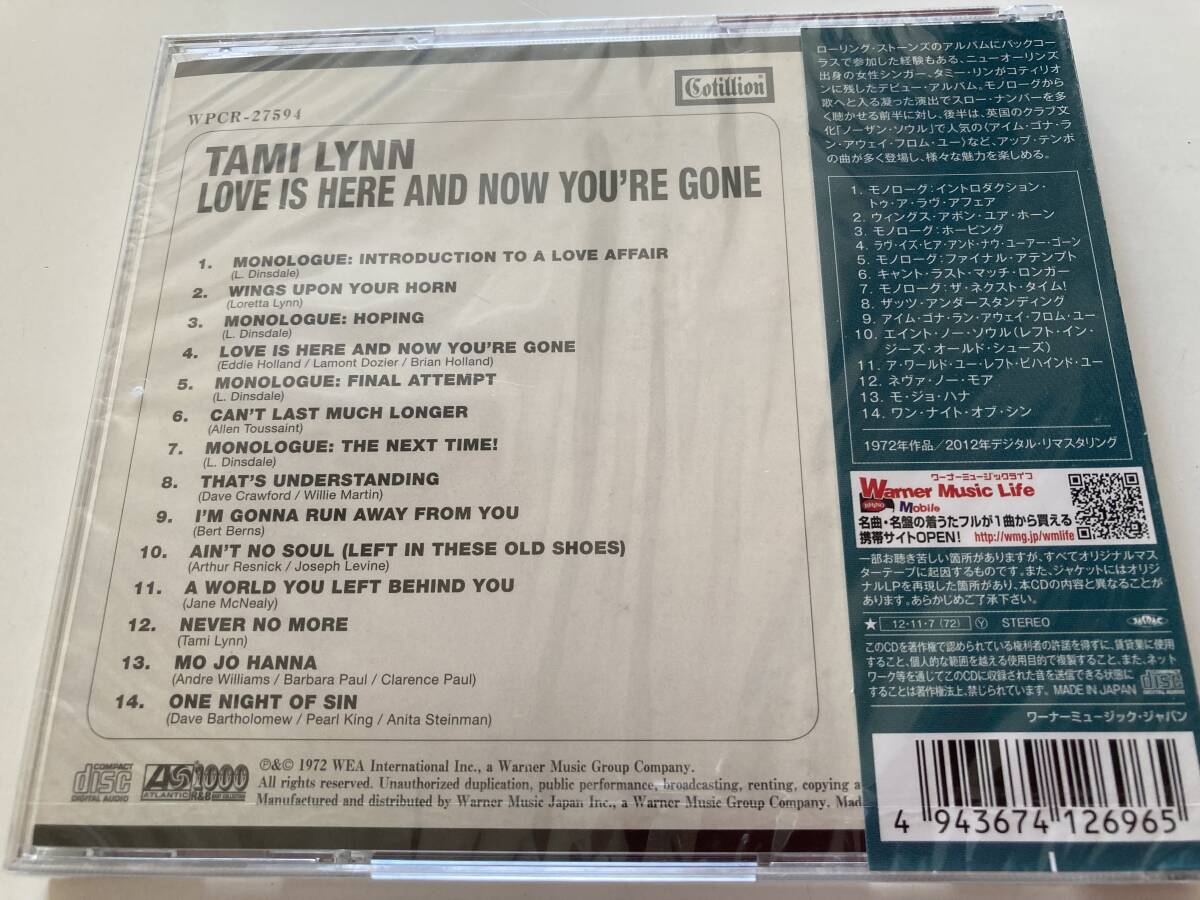 Cotillion
WPCR-27594
TAMI LYNN
LOVE IS HERE AND NOW YOU'RE GONE
1. MONOLOGUE: INTRODUCTION TO A LOVE AFFAIR
(L. Dinsdale)
2. WINGS UPON YOUR HORN
(Loretta Lynn)
3. MONOLOGUE: HOPING
(L. Dinsdale)
4. LOVE IS HERE AND NOW YOU'RE GONE
(Eddie Holland / Lamont Dozier / Brian Holland)
5. MONOLOGUE: FINAL ATTEMPT
(L. Dinsdale)
6. CAN'T LAST MUCH LONGER
(Allen Toussaint)
7. MONOLOGUE: THE NEXT TIME!
(L. Dinsdale)
8. THAT'S UNDERSTANDING
(Dave Crawford / Willie Martin)
9. I'M GONNA RUN AWAY FROM YOU
(Bert Berns)
10. AIN'T NO SOUL (LEFT IN THESE OLD SHOES)
(Arthur Resnick / Joseph Levine)
11. A WORLD YOU LEFT BEHIND YOU
(Jane McNealy)
12. NEVER NO MORE
(Tami Lynn)
13. MO JO HANNA
(Andre Williams / Barbara Paul / Clarence Paul)
14. ONE NIGHT OF SIN
(Dave Bartholomew / Pearl King / Anita Steinman)
COMPACT
disc
DIGITAL AUDIO
ATLANTIC
1000
R&B BEST COLLECTION
℗&© 1972 WEA International Inc., a Warner Music Group Company.
All rights reserved. Unauthorized duplication, public performance, broadcasting, renting, copying a
Manufactured and distributed by Warner Music Japan Inc., a Warner Music Group Company. Mad
ローリング・ストーンズのアルバムにバックコー
ラスで参加した経験もある、ニューオーリンズ
出身の女性シンガー、タミー・リンがコティリオ
ンに残したデビュー・アルバム。モノローグから
歌へと入る凝った演出でスロー・ナンバーを多
く聴かせる前半に対し、後半は、英国のクラブ文
化「ノーザン・ソウル」で人気の〈アイム・ゴナ・ラ
ン・アウェイ・フロム・ユー〉など、アップ・テンポ
の曲が多く登場し、様々な魅力を楽しめる。
1. モノローグ：イントロダクション・
トゥ・ア・ラヴ・アフェア
2. ウィングス・アポン・ユア・ホーン
3. モノローグ：ホーピング
4. ラヴ・イズ・ヒア・アンド・ナウ・ユーアー・ゴーン
5. モノローグ：ファイナル・アテンプト
6. キャント・ラスト・マッチ・ロンガー
7. モノローグ：ザ・ネクスト・タイム！
8. ザッツ・アンダースタンディング
9. アイム・ゴナ・ラン・アウェイ・フロム・ユー
10. エイント・ノー・ソウル（レフト・イン・
ジーズ・オールド・シューズ）
11. ア・ワールド・ユー・レフト・ビハインド・ユー
12. ネヴァ・ノー・モア
13. モ・ジョ・ハナ
14. ワン・ナイト・オブ・シン
1972年作品／2012年デジタル・リマスタリング
ワーナーミュージックライフ
Warner Music Life
RHINO Mobile
名曲・名盤の着うたフルが1曲から買える
携帯サイトOPEN! http://wmg.jp/wmlife
一部お聴き苦しい箇所がありますが、すべてオリジナルマス
ターテープに起因するものです。また、ジャケットにはオリジ
ナルLPを再現した箇所があり、本CDの内容と異なることが
あります。あらかじめご了承下さい。
★ 12・11・7 (72) Y STEREO JASRAC
このCDを著作権で認められている権利者の許諾を得ずに、賃貸業に使用
すること、個人的な範囲を越える使用目的で複製すること、また、ネット
ワーク等を通じてこのCDに収録された音を送信できる状態に
することは著作権法上、禁じられています。 MADE IN JAPAN disc
ワーナーミュージック・ジャパン
4 943674 126965